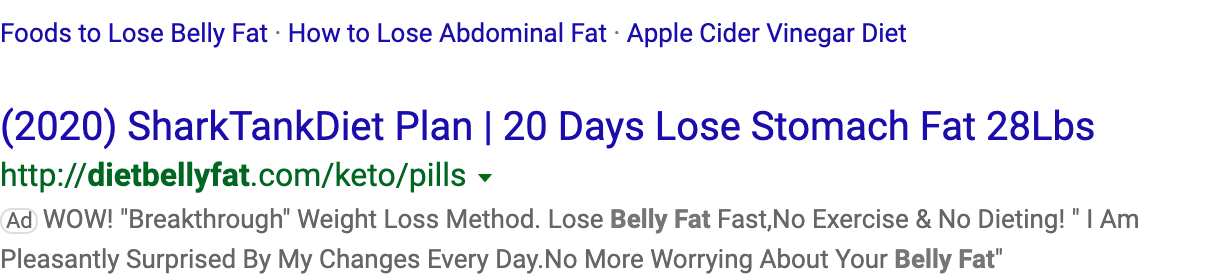 Foods to Lose Belly Fat · How to Lose Abdominal Fat · Apple Cider Vinegar Diet
(2020) SharkTankDiet Plan | 20 Days Lose Stomach Fat 28Lbs
http://dietbellyfat.com/keto/pills
Ad WOW! "Breakthrough" Weight Loss Method. Lose Belly Fat Fast,No Exercise & No Dieting! " I Am
Pleasantly Surprised By My Changes Every Day.No More Worrying About Your Belly Fat"